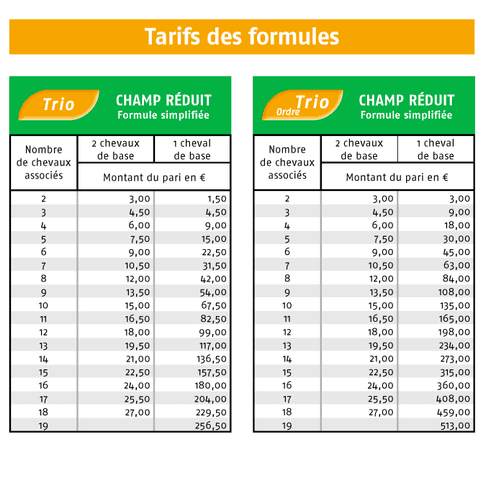 Tarifs des formules
Trio
CHAMP RÉDUIT
Formule simplifiée
Nombre de chevaux associés
2 chevaux de base
1 cheval de base
Montant du pari en €
2 3,00 1,50
3 4,50 4,50
4 6,00 9,00
5 7,50 15,00
6 9,00 22,50
7 10,50 31,50
8 12,00 42,00
9 13,50 54,00
10 15,00 67,50
11 16,50 82,50
12 18,00 99,00
13 19,50 117,00
14 21,00 136,50
15 22,50 157,50
16 24,00 180,00
17 25,50 204,00
18 27,00 229,50
19 256,50
Trio
Ordre
CHAMP RÉDUIT
Formule simplifiée
Nombre de chevaux associés
2 chevaux de base
1 cheval de base
Montant du pari en €
2 3,00 3,00
3 4,50 9,00
4 6,00 18,00
5 7,50 30,00
6 9,00 45,00
7 10,50 63,00
8 12,00 84,00
9 13,50 108,00
10 15,00 135,00
11 16,50 165,00
12 18,00 198,00
13 19,50 234,00
14 21,00 273,00
15 22,50 315,00
16 24,00 360,00
17 25,50 408,00
18 27,00 459,00
19 513,00